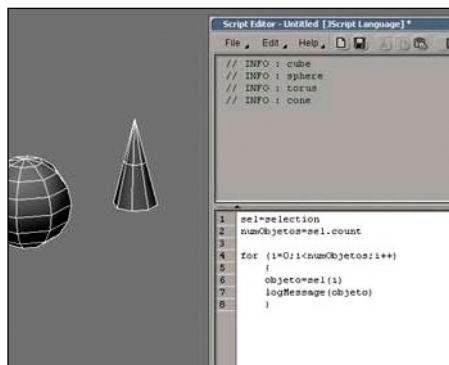 Script Editor - Untitled [JScript Language] *
File Edit Help
// INFO : cube
// INFO : sphere
// INFO : torus
// INFO : cone
1 sel=selection
2 numObjetos=sel.count
3
4 for (i=0;i<numObjetos;i++)
5 {
6 objeto=sel(i)
7 logMessage(objeto)
8 }